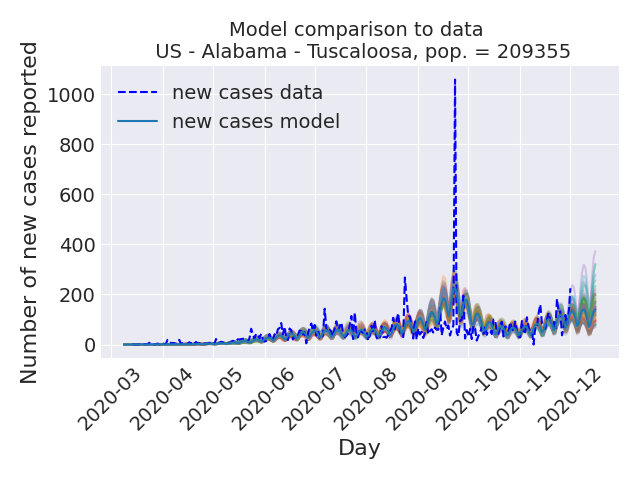 Model comparison to data
US - Alabama - Tuscaloosa, pop. = 209355
new cases data
new cases model
Number of new cases reported
1000
800
600
400
200
0
2020-03
2020-04
2020-05
2020-06
2020-07
2020-08
2020-09
2020-10
2020-11
2020-12
Day